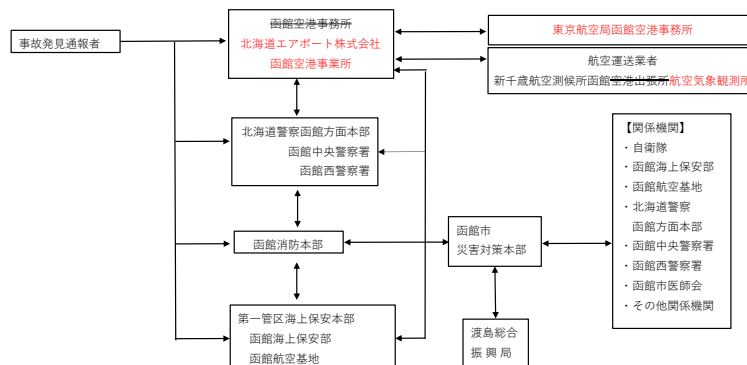 事故発見通報者
函館空港事務所
北海道エアポート株式会社
函館空港事業所
東京航空局函館空港事務所
航空運送業者
新千歳航空測候所函館空港出張所航空気象観測所
北海道警察函館方面本部
函館中央警察署
函館西警察署
函館消防本部
第一管区海上保安本部
函館海上保安部
函館航空基地
函館市
災害対策本部
渡島総合
振興局
【関係機関】
・自衛隊
・函館海上保安部
・函館航空基地
・北海道警察
函館方面本部
・函館中央警察署
・函館西警察署
・函館市医師会
・その他関係機関